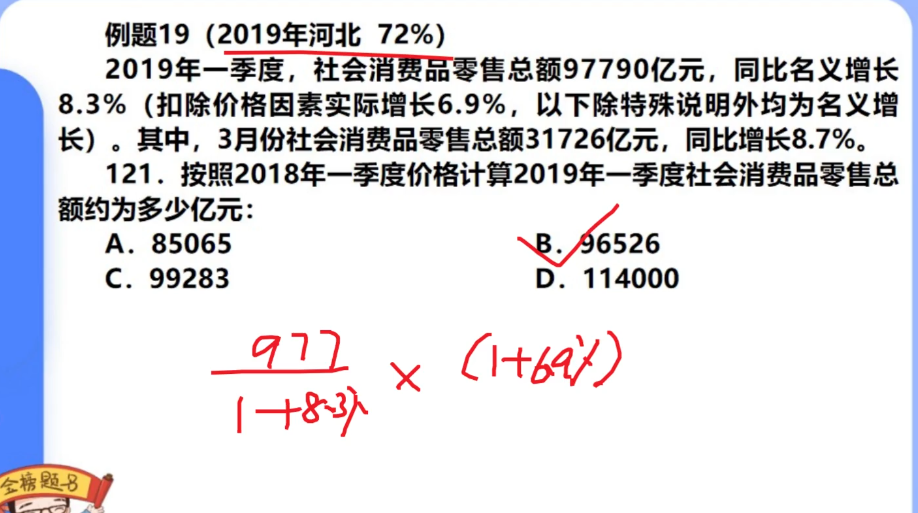 例题19（2019年河北 72%）
2019年一季度，社会消费品零售总额97790亿元，同比名义增长
8.3%（扣除价格因素实际增长6.9%，以下除特殊说明外均为名义增
长）。其中，3月份社会消费品零售总额31726亿元，同比增长8.7%。
121．按照2018年一季度价格计算2019年一季度社会消费品零售总
额约为多少亿元：
A．85065 B．96526
C．99283 D．114000
977
1+8.3% × (1+6.9%)
金榜题